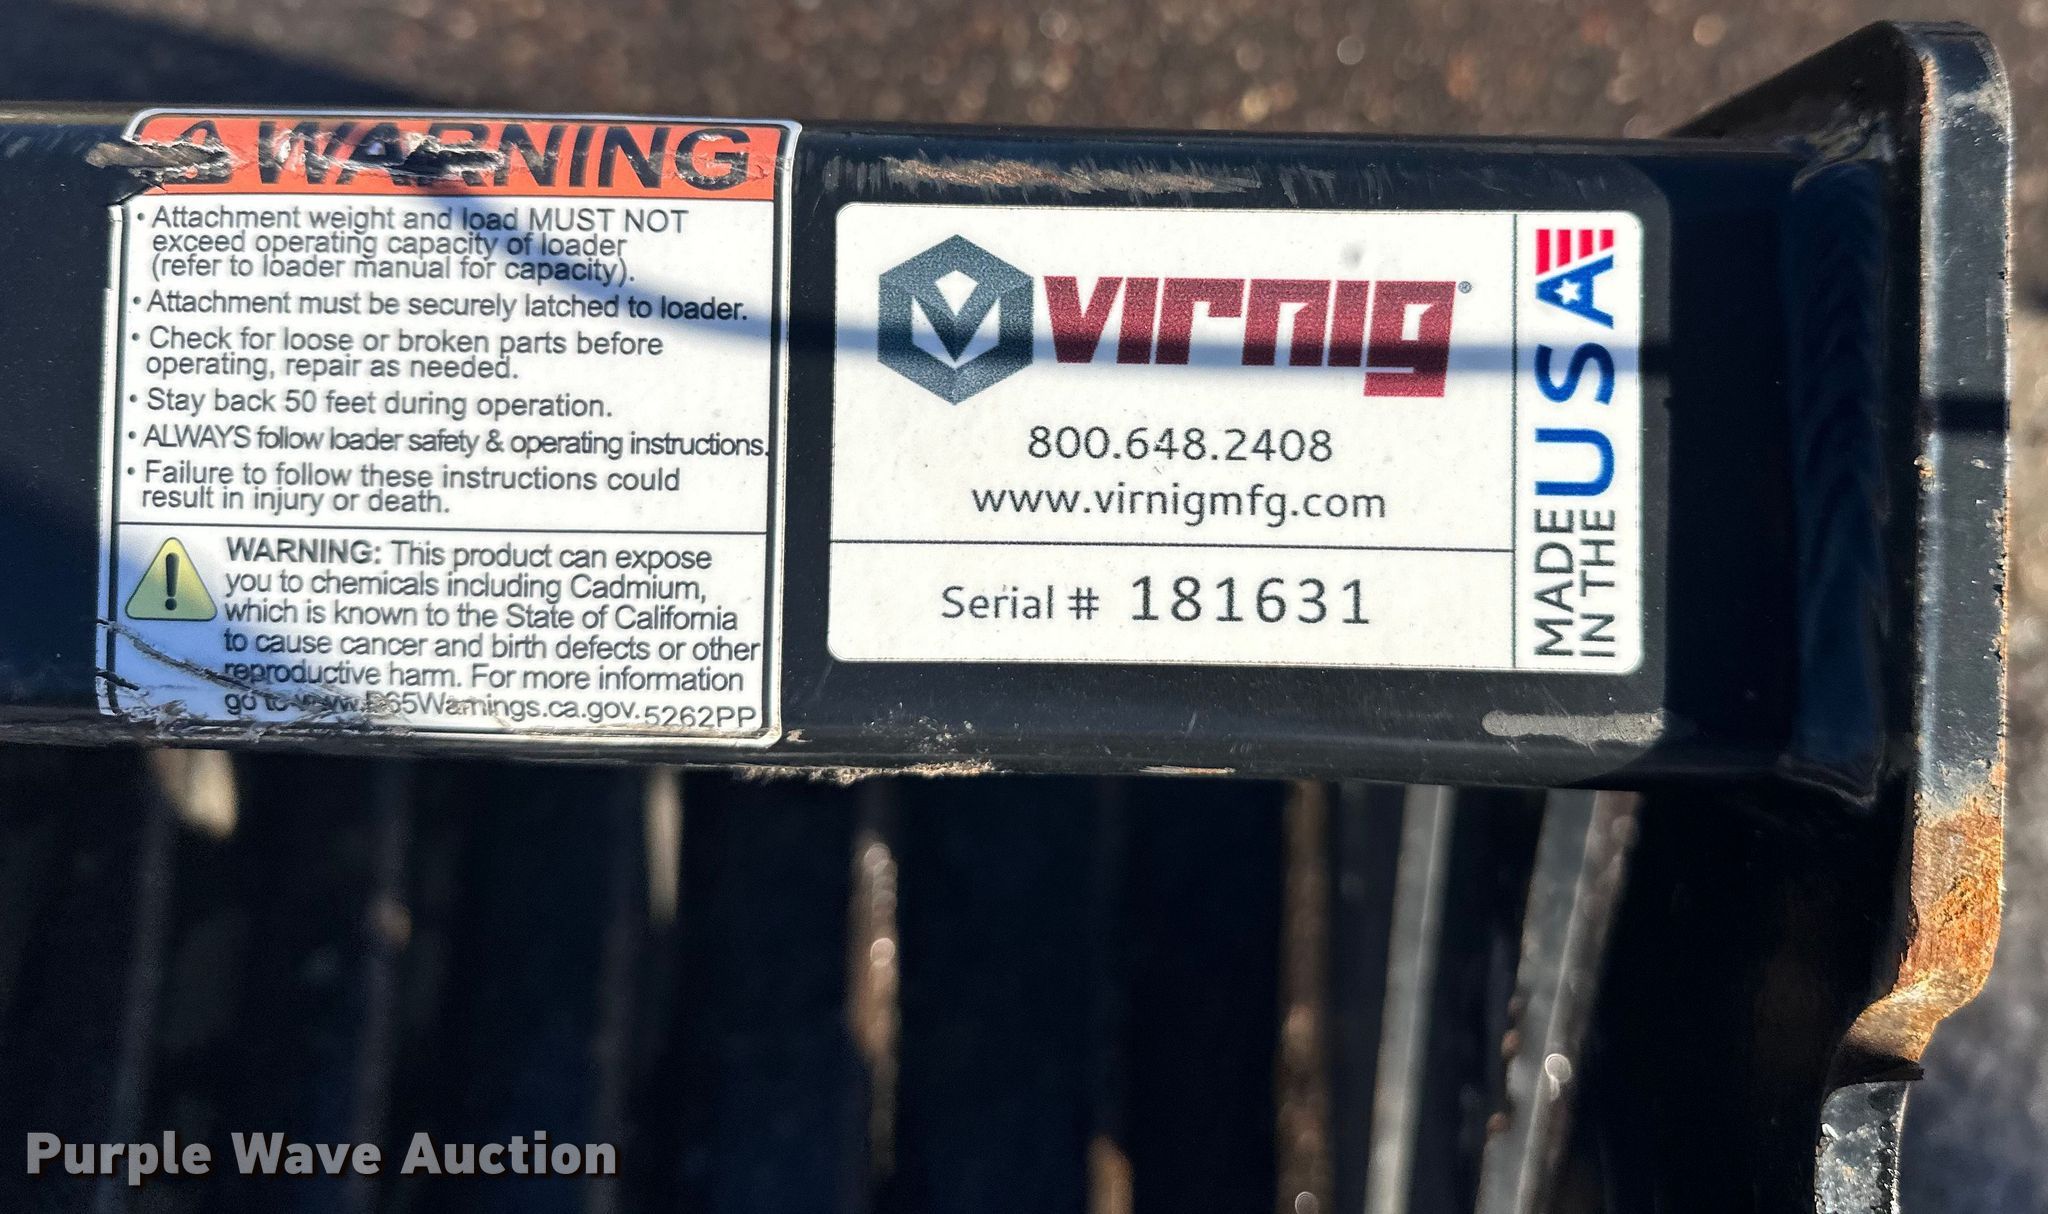 WARNING
• Attachment weight and load MUST NOT
exceed operating capacity of loader
(refer to loader manual for capacity).
• Attachment must be securely latched to loader.
• Check for loose or broken parts before
operating, repair as needed.
• Stay back 50 feet during operation.
• ALWAYS follow loader safety & operating instructions.
• Failure to follow these instructions could
result in injury or death.
WARNING: This product can expose
you to chemicals including Cadmium,
which is known to the State of California
to cause cancer and birth defects or other
reproductive harm. For more information
go to www.P65Warnings.ca.gov. 5262PP
VIRNIG®
800.648.2408
www.virnigmfg.com
Serial # 181631
MADE
IN THE
USA
Purple Wave Auction